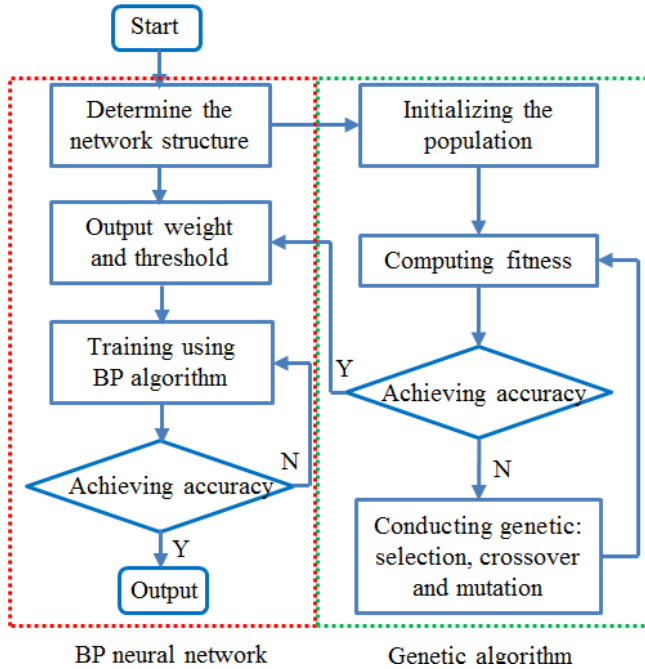 Start
Determine the
network structure
Output weight
and threshold
Training using
BP algorithm
Achieving accuracy
N
Y
Output
BP neural network
Initializing the
population
Computing fitness
Achieving accuracy
Y
N
Conducting genetic:
selection, crossover
and mutation
Genetic algorithm